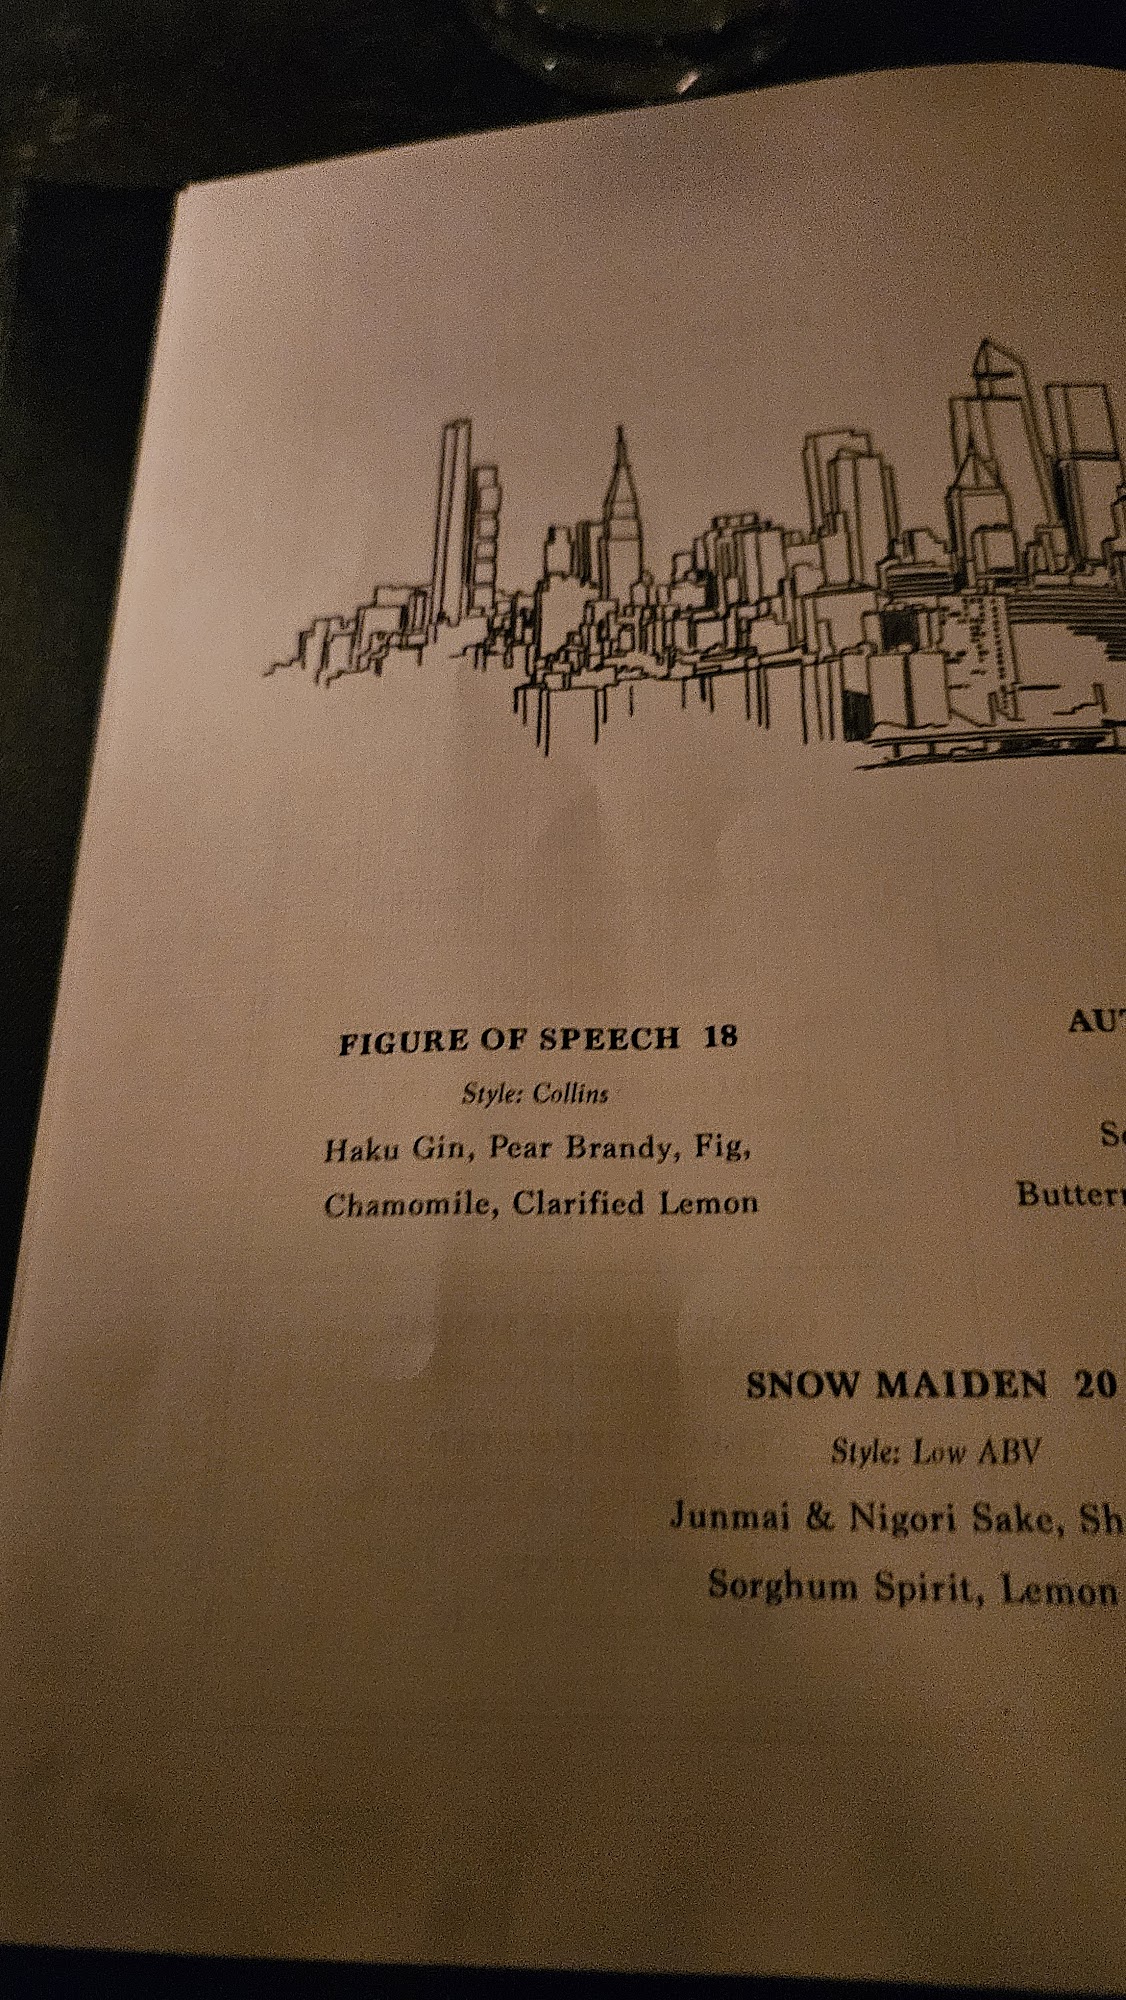 FIGURE OF SPEECH 18
Style: Collins
Haku Gin, Pear Brandy, Fig,
Chamomile, Clarified Lemon
SNOW MAIDEN 20
Style: Low ABV
Junmai & Nigori Sake,
Sorghum Spirit, Lemon